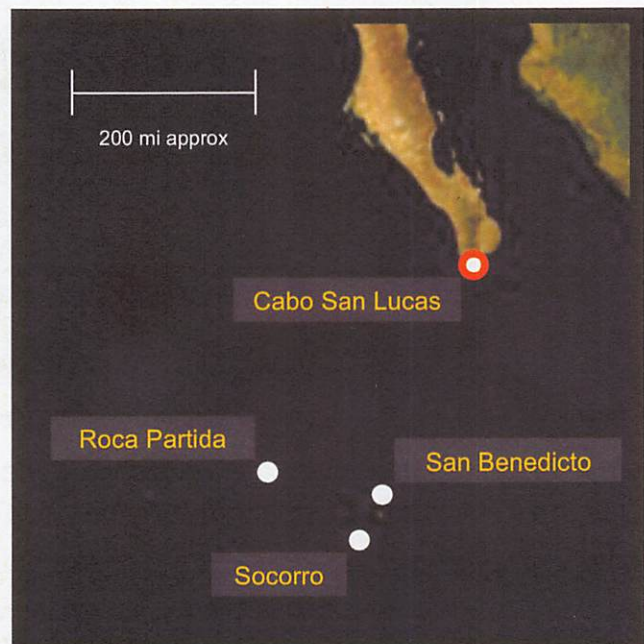 200 mi approx
Cabo San Lucas
Roca Partida
San Benedicto
Socorro